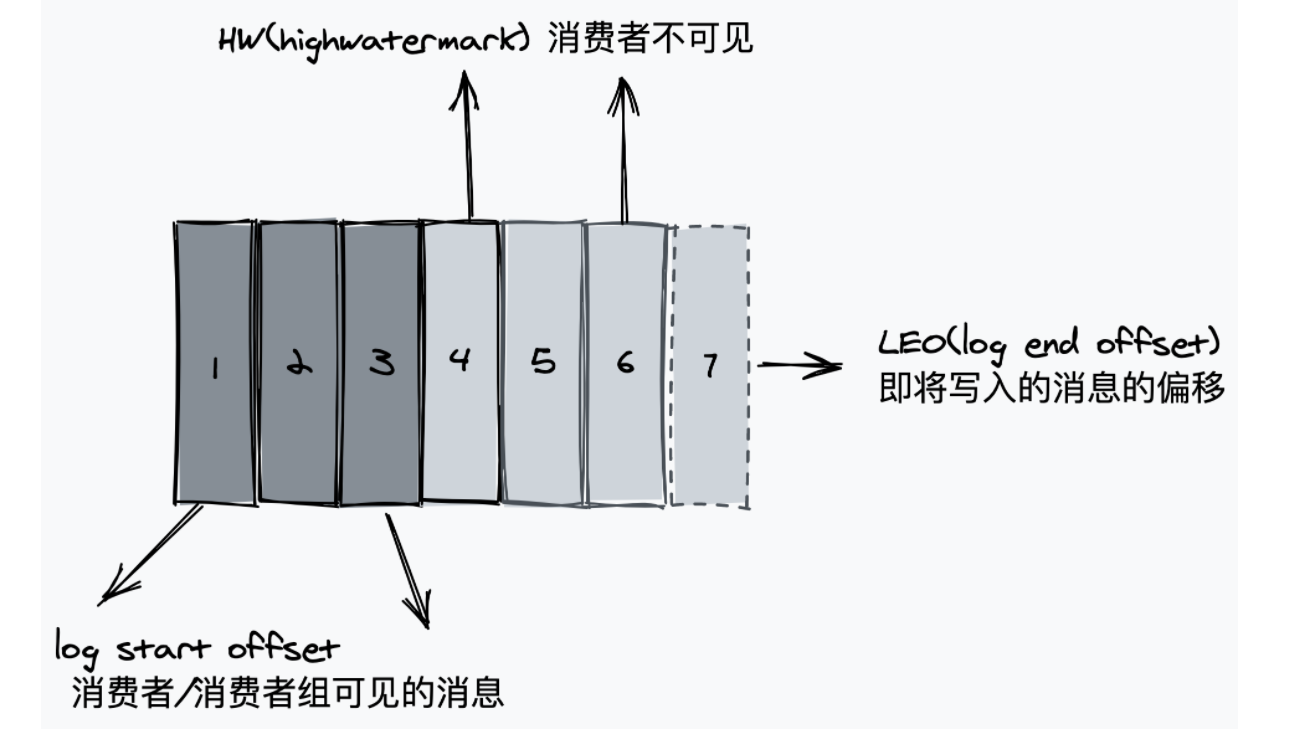 HW(highwatermark) 消费者不可见
1 2 3 4 5 6 7
LEO(log end offset)
即将写入的消息的偏移
log start offset
消费者/消费者组可见的消息